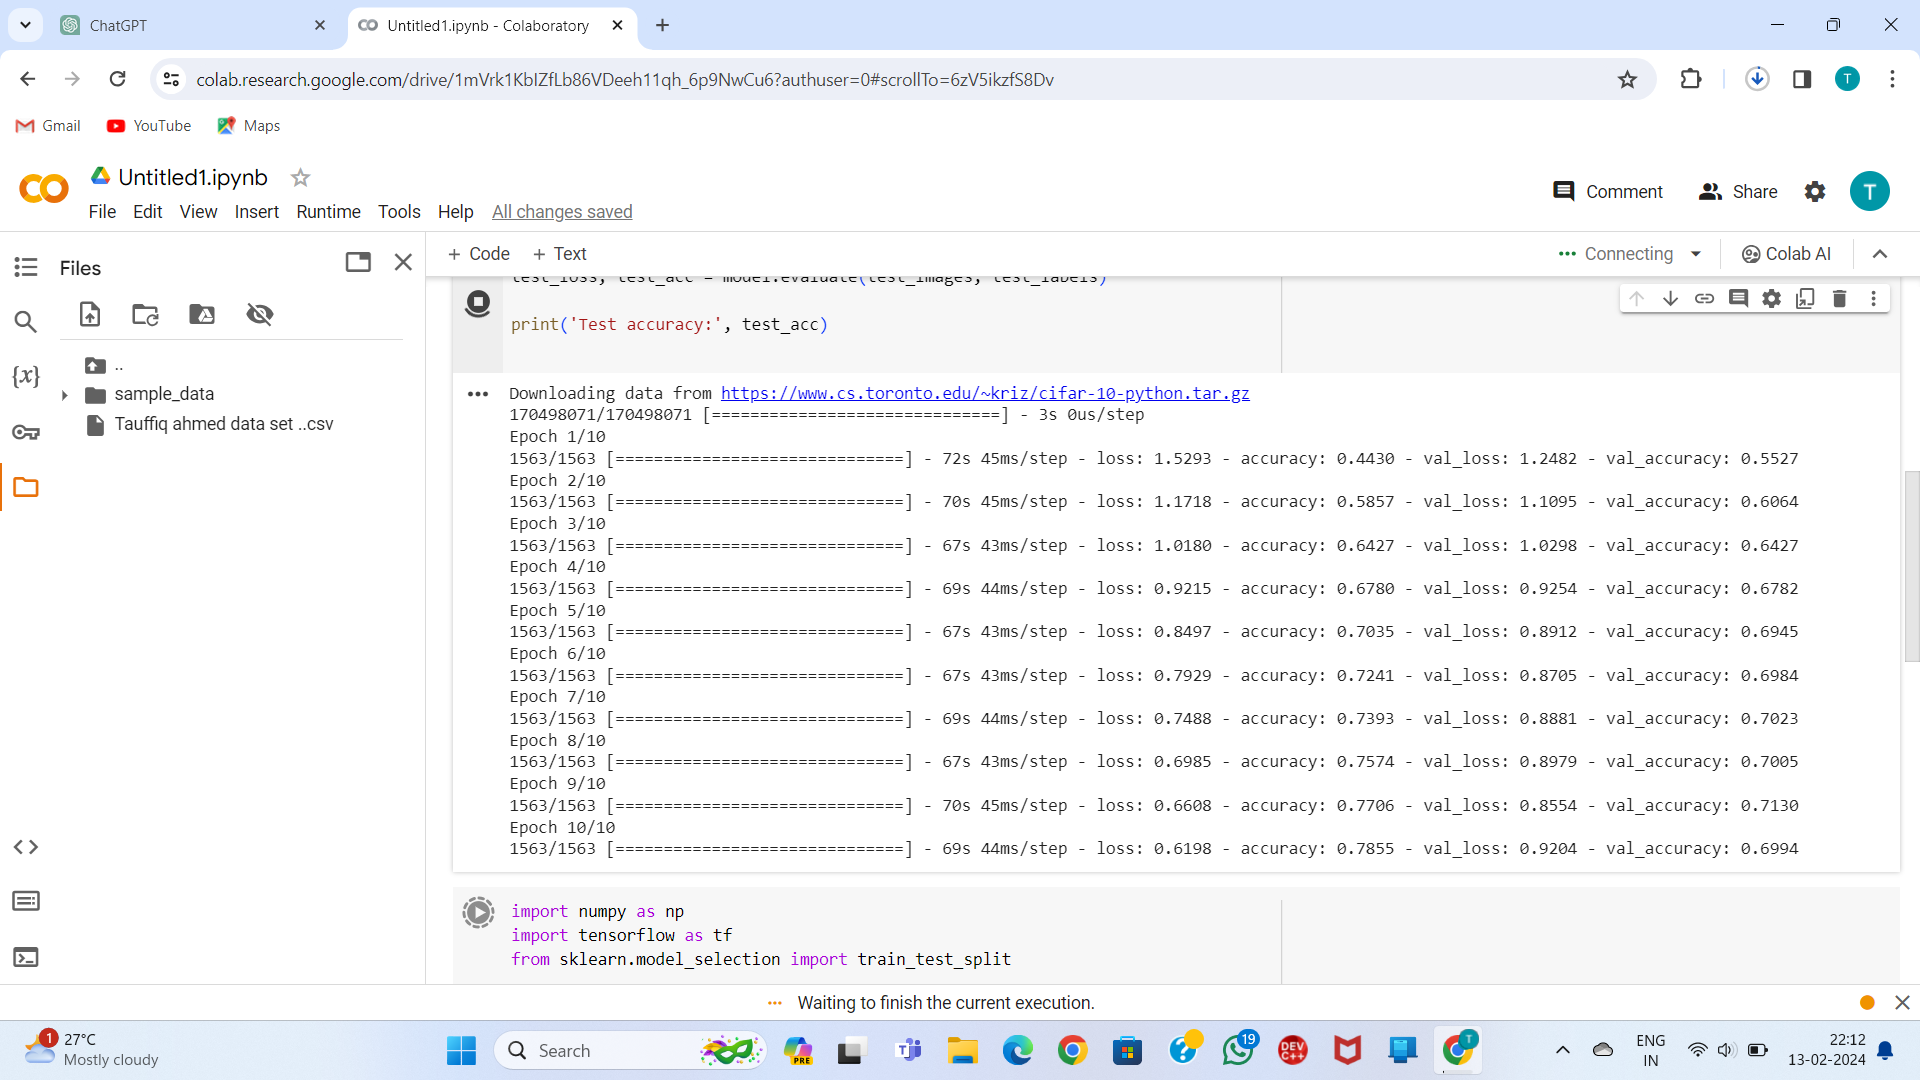 ChatGPT
Untitled1.ipynb - Colaboratory
colab.research.google.com/drive/1mVrk1KbIZfLb86VDeeh11qh_6p9NwCu6?authuser=0#scrollTo=6zV5ikzfS8Dv
T
Gmail YouTube Maps
CO Untitled1.ipynb
File Edit View Insert Runtime Tools Help All changes saved
Comment Share T
Files
+ Code + Text
Connecting Colab AI
{x}
..
sample_data
Tauffiq ahmed data set ..csv
test_loss, test_acc = model.evaluate(test_images, test_labels)
print('Test accuracy:', test_acc)
Downloading data from https://www.cs.toronto.edu/~kriz/cifar-10-python.tar.gz
170498071/170498071 [==============================] - 3s 0us/step
Epoch 1/10
1563/1563 [==============================] - 72s 45ms/step - loss: 1.5293 - accuracy: 0.4430 - val_loss: 1.2482 - val_accuracy: 0.5527
Epoch 2/10
1563/1563 [==============================] - 70s 45ms/step - loss: 1.1718 - accuracy: 0.5857 - val_loss: 1.1095 - val_accuracy: 0.6064
Epoch 3/10
1563/1563 [==============================] - 67s 43ms/step - loss: 1.0180 - accuracy: 0.6427 - val_loss: 1.0298 - val_accuracy: 0.6427
Epoch 4/10
1563/1563 [==============================] - 69s 44ms/step - loss: 0.9215 - accuracy: 0.6780 - val_loss: 0.9254 - val_accuracy: 0.6782
Epoch 5/10
1563/1563 [==============================] - 67s 43ms/step - loss: 0.8497 - accuracy: 0.7035 - val_loss: 0.8912 - val_accuracy: 0.6945
Epoch 6/10
1563/1563 [==============================] - 67s 43ms/step - loss: 0.7929 - accuracy: 0.7241 - val_loss: 0.8705 - val_accuracy: 0.6984
Epoch 7/10
1563/1563 [==============================] - 69s 44ms/step - loss: 0.7488 - accuracy: 0.7393 - val_loss: 0.8881 - val_accuracy: 0.7023
Epoch 8/10
1563/1563 [==============================] - 67s 43ms/step - loss: 0.6985 - accuracy: 0.7574 - val_loss: 0.8979 - val_accuracy: 0.7005
Epoch 9/10
1563/1563 [==============================] - 70s 45ms/step - loss: 0.6608 - accuracy: 0.7706 - val_loss: 0.8554 - val_accuracy: 0.7130
Epoch 10/10
1563/1563 [==============================] - 69s 44ms/step - loss: 0.6198 - accuracy: 0.7855 - val_loss: 0.9204 - val_accuracy: 0.6994
import numpy as np
import tensorflow as tf
from sklearn.model_selection import train_test_split
Waiting to finish the current execution.
1 27°C
Mostly cloudy
Search
PRE
19
DEV C++
T
ENG
IN
22:12
13-02-2024